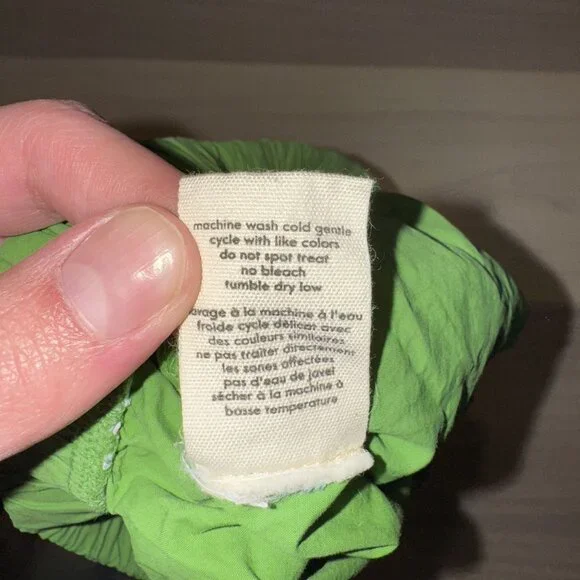 machine wash cold gentle
cycle with like colors
do not spot treat
no bleach
tumble dry low
avage à la machine à l'eau
froide cycle délicat avec
des couleurs similaires
ne pas traiter directement
les sones affectées
pas d'eau de javel
sécher à la machine à
basse temperature